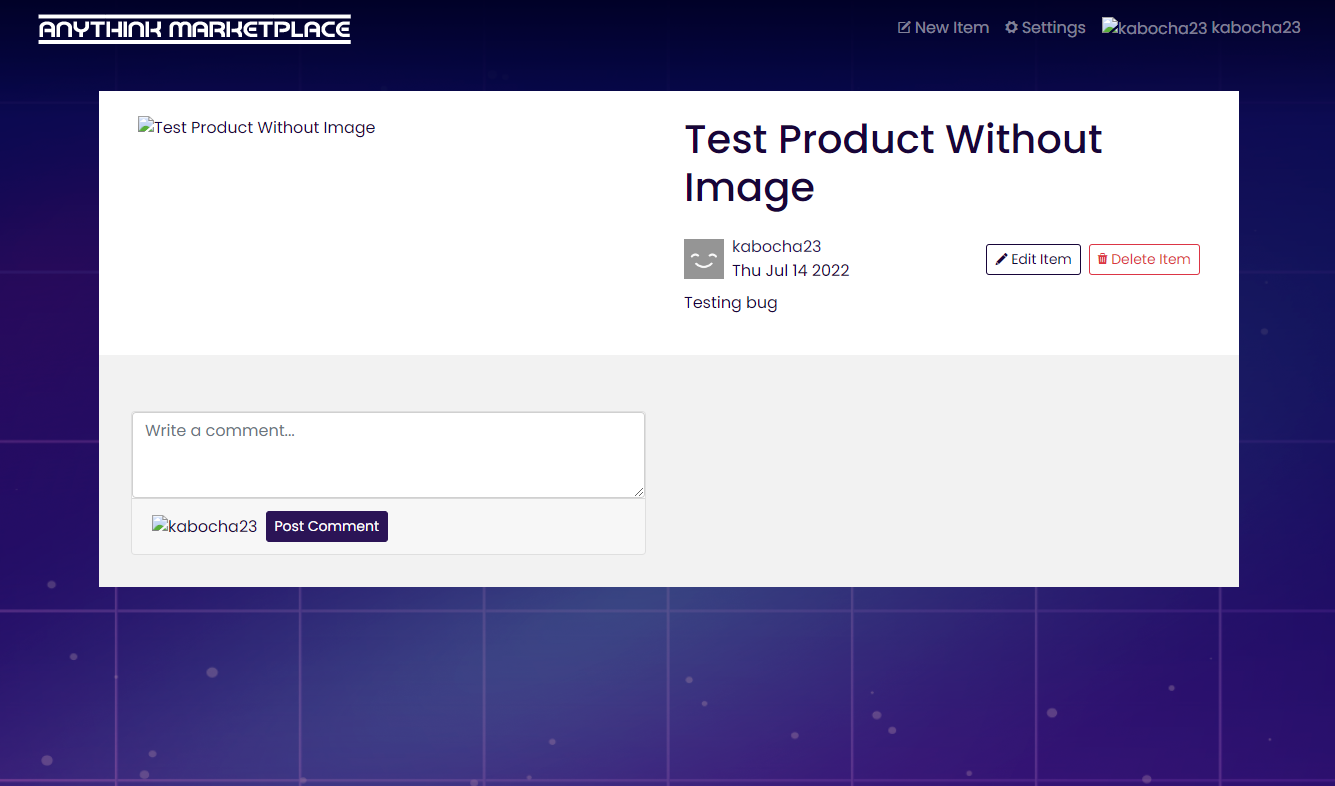 ANYTHINK MARKETPLACE
New Item Settings kabocha23 kabocha23
Test Product Without Image
Test Product Without
Image
kabocha23
Thu Jul 14 2022
Edit Item Delete Item
Testing bug
Write a comment...
kabocha23 Post Comment